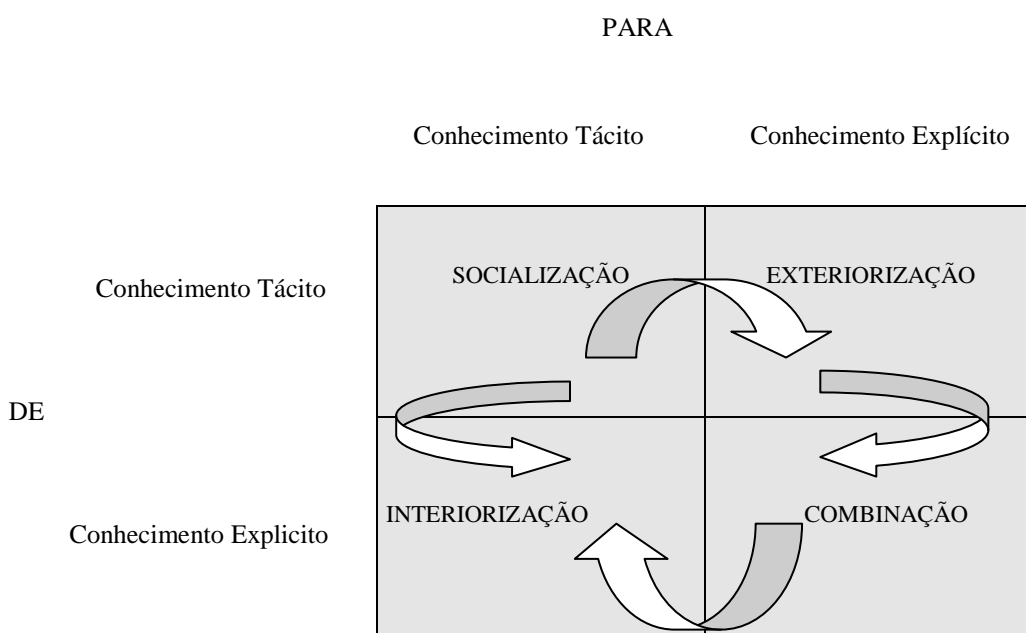 PARA
Conhecimento Tácito
Conhecimento Explícito
SOCIALIZAÇÃO
EXTERIORIZAÇÃO
Conhecimento Tácito
DE
INTERIORIZAÇÃO
COMBINAÇÃO
Conhecimento Explicito